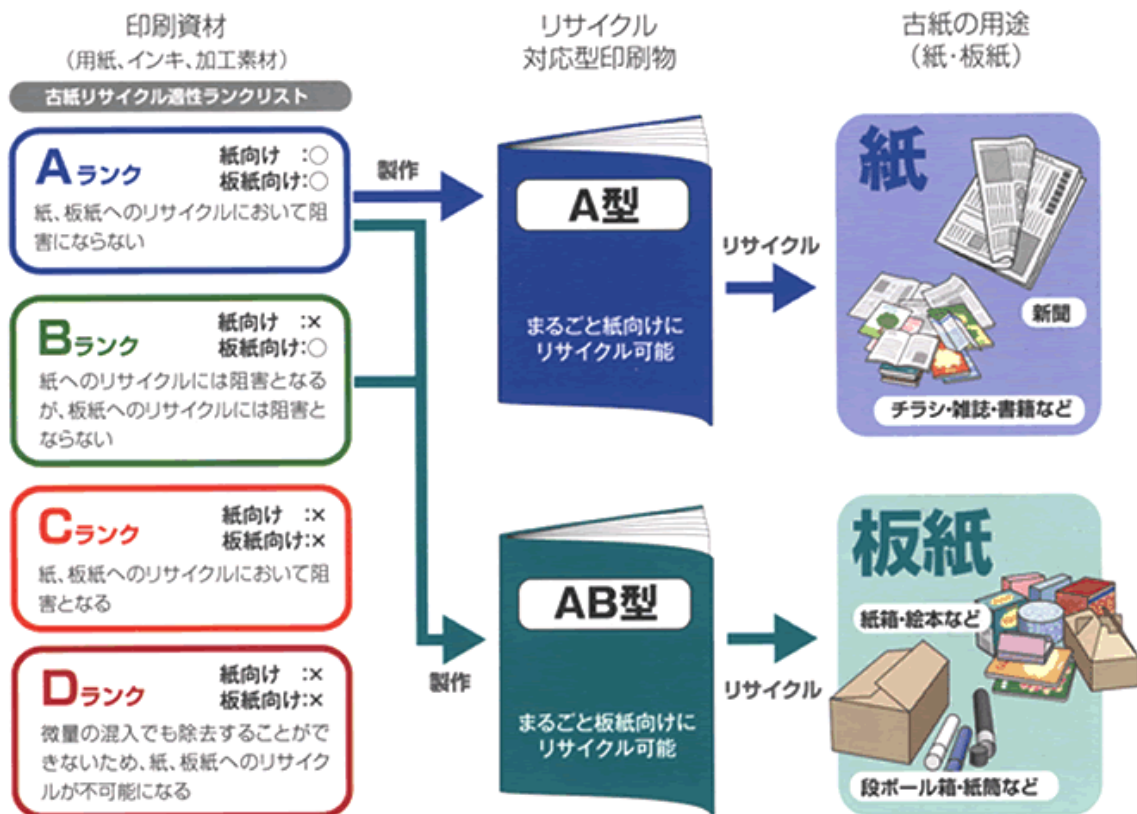 印刷資材
(用紙、インキ、加工素材)
古紙リサイクル適性ランクリスト
Aランク
紙向け :○
板紙向け:○
紙、板紙へのリサイクルにおいて阻
害にならない
Bランク
紙向け :×
板紙向け:○
紙へのリサイクルには阻害となる
が、板紙へのリサイクルには阻害と
ならない
Cランク
紙向け :×
板紙向け:×
紙、板紙へのリサイクルにおいて阻
害となる
Dランク
紙向け :×
板紙向け:×
微量の混入でも除去することがで
きないため、紙、板紙へのリサイク
ルが不可能になる
製作
製作
リサイクル
対応型印刷物
A型
まるごと紙向けに
リサイクル可能
AB型
まるごと板紙向けに
リサイクル可能
リサイクル
リサイクル
古紙の用途
(紙・板紙)
紙
新聞
チラシ・雑誌・書籍など
板紙
紙箱・絵本など
段ボール箱・紙筒など